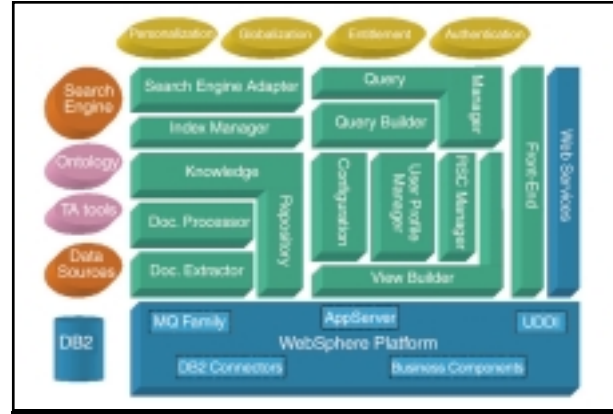 Personalization
Globalization
Entitlement
Authentication
Search
Engine
Search Engine Adapter
Query
Manager
Index Manager
Query Builder
Ontology
Knowledge
Repository
Configuration
User Profile
Manager
RSC Manager
Front-End
Web Services
TA tools
Doc. Processor
Data
Sources
Doc. Extractor
View Builder
DB2
MQ Family
AppServer
UDDI
WebSphere Platform
DB2 Connectors
Business Components